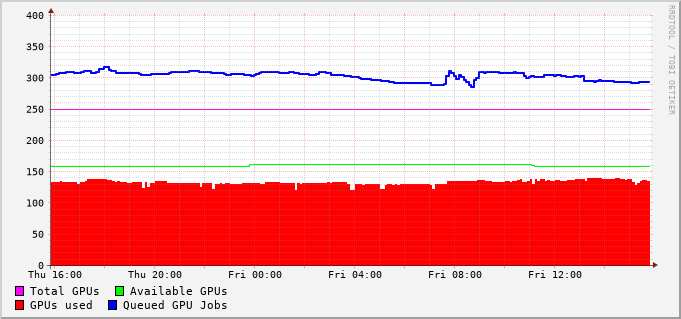 400
350
300
250
200
150
100
50
0
Thu 16:00 Thu 20:00 Fri 00:00 Fri 04:00 Fri 08:00 Fri 12:00
Total GPUs Available GPUs
GPUs used Queued GPU Jobs
RRDTOOL / TOBI OETIKER